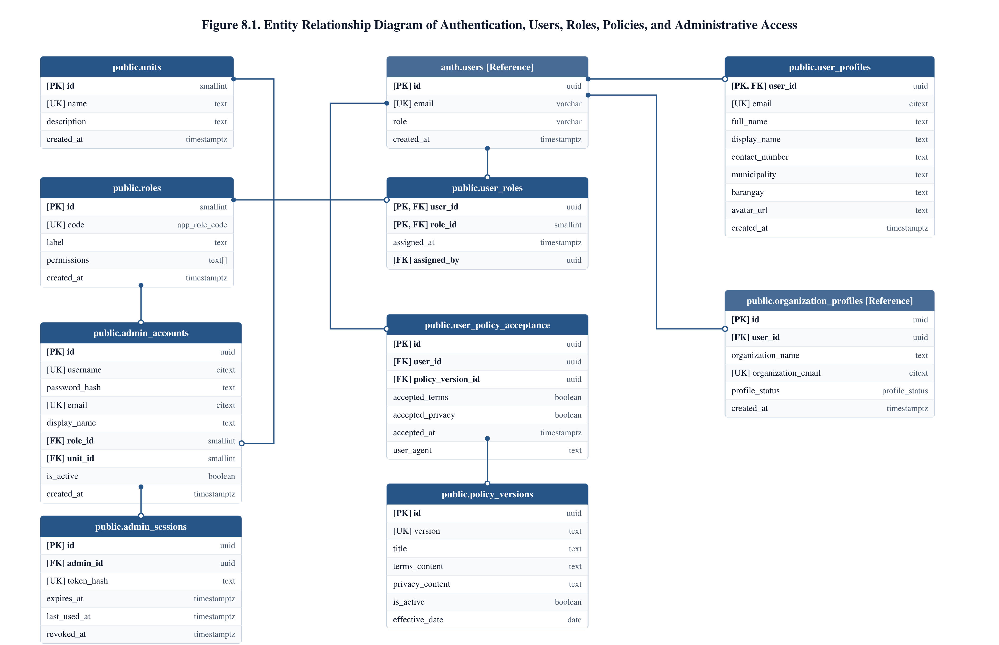 Figure 8.1. Entity Relationship Diagram of Authentication, Users, Roles, Policies, and Administrative Access
public.units
[PK] id smallint
[UK] name text
description text
created_at timestamptz
public.roles
[PK] id smallint
[UK] code app_role_code
label text
permissions text[]
created_at timestamptz
public.admin_accounts
[PK] id uuid
[UK] username citext
password_hash text
[UK] email citext
display_name text
[FK] role_id smallint
[FK] unit_id smallint
is_active boolean
created_at timestamptz
public.admin_sessions
[PK] id uuid
[FK] admin_id uuid
[UK] token_hash text
expires_at timestamptz
last_used_at timestamptz
revoked_at timestamptz
auth.users [Reference]
[PK] id uuid
[UK] email varchar
role varchar
created_at timestamptz
public.user_roles
[PK, FK] user_id uuid
[PK, FK] role_id smallint
assigned_at timestamptz
[FK] assigned_by uuid
public.user_policy_acceptance
[PK] id uuid
[FK] user_id uuid
[FK] policy_version_id uuid
accepted_terms boolean
accepted_privacy boolean
accepted_at timestamptz
user_agent text
public.policy_versions
[PK] id uuid
[UK] version text
title text
terms_content text
privacy_content text
is_active boolean
effective_date date
public.user_profiles
[PK, FK] user_id uuid
[UK] email citext
full_name text
display_name text
contact_number text
municipality text
barangay text
avatar_url text
created_at timestamptz
public.organization_profiles [Reference]
[PK] id uuid
[FK] user_id uuid
organization_name text
[UK] organization_email citext
profile_status profile_status
created_at timestamptz